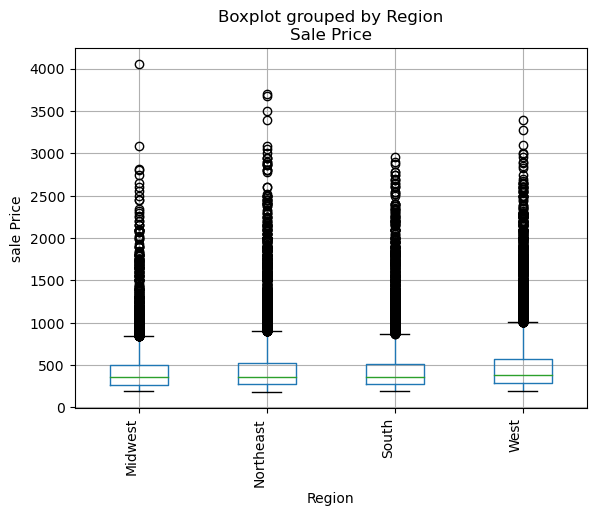 Boxplot grouped by Region
Sale Price
4000
3500
3000
2500
2000
1500
1000
500
0
sale Price
Midwest
Northeast
South
West
Region